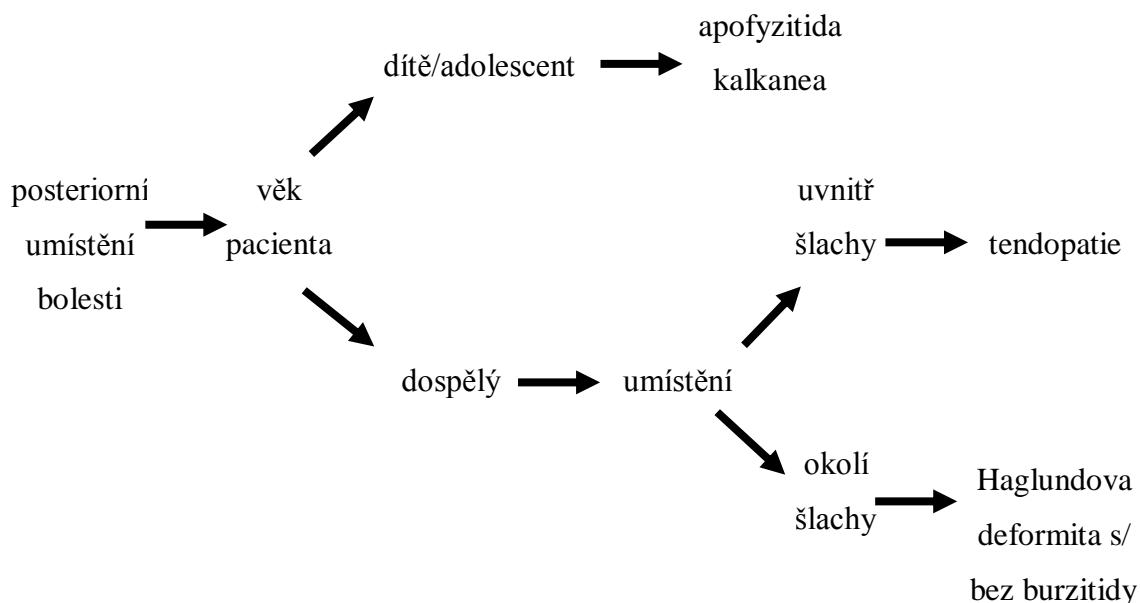 apofyzitida
kalkanea
dítě/adolescent
posteriorní
umístění
bolesti
věk
pacienta
uvnitř
šlachy
tendopatie
dospělý
umístění
okolí
šlachy
Haglundova
deformita s/
bez burzitidy